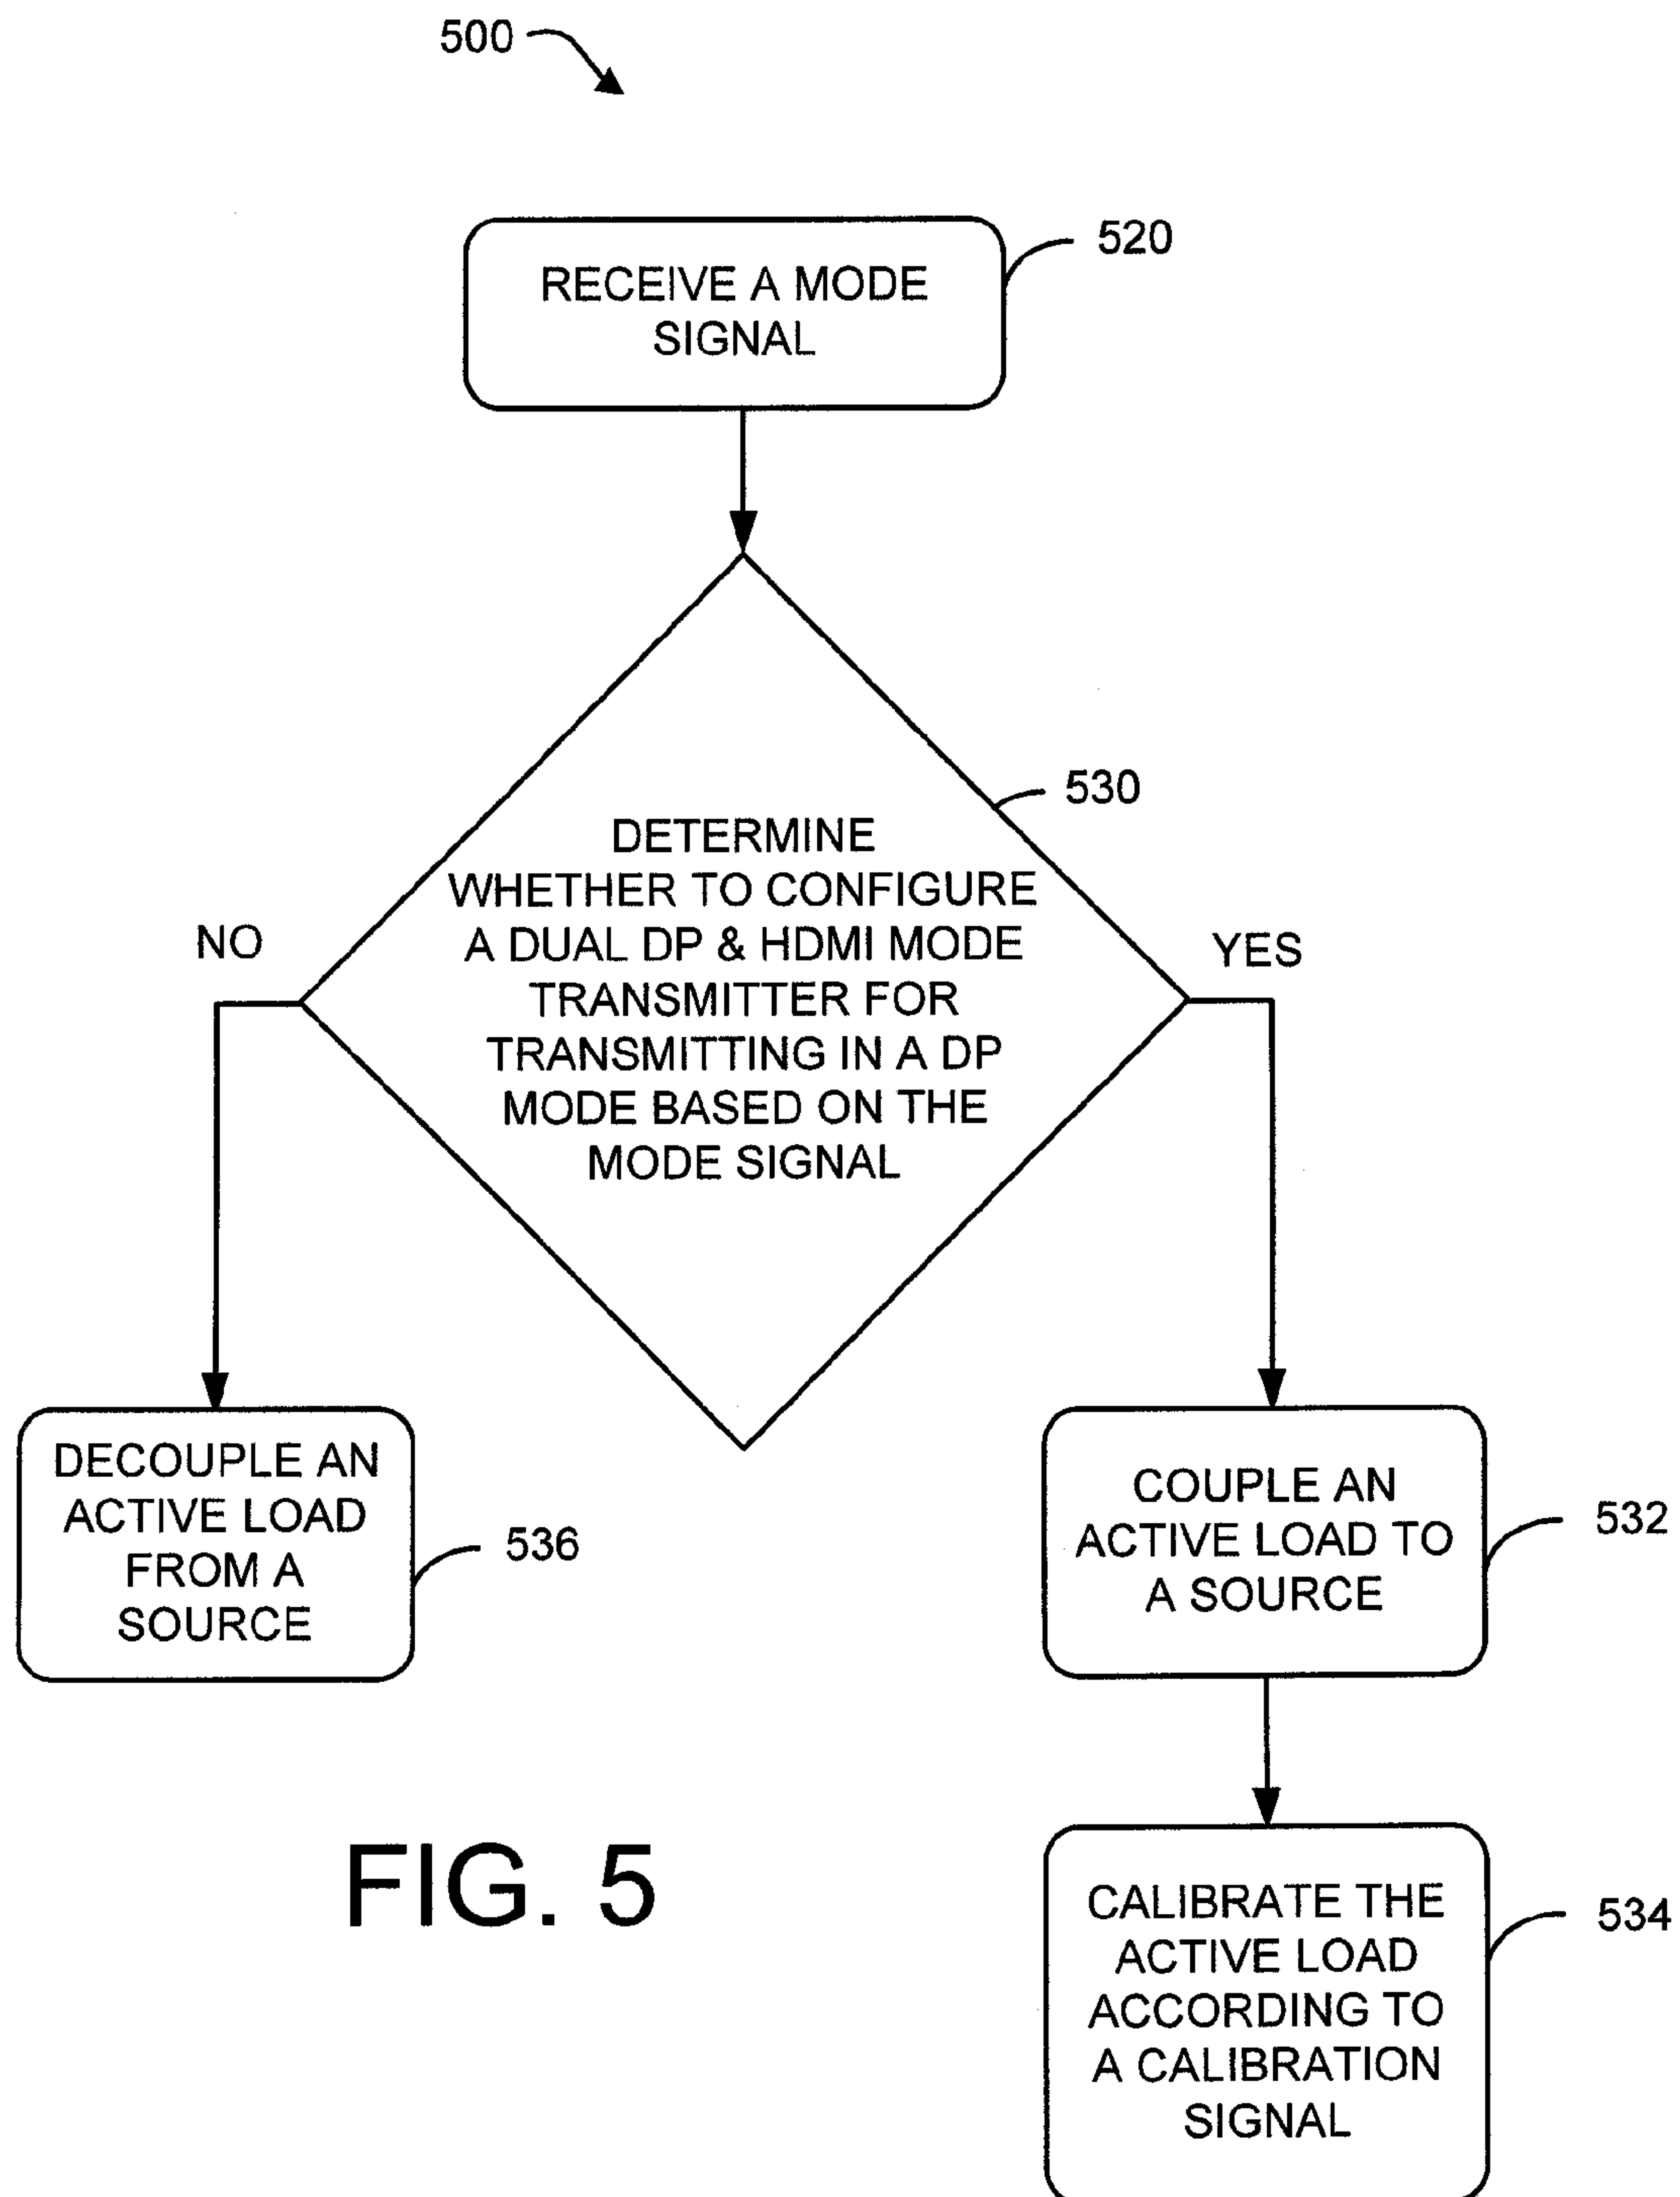 500
RECEIVE A MODE
SIGNAL
520
DETERMINE
WHETHER TO CONFIGURE
A DUAL DP & HDMI MODE
TRANSMITTER FOR
TRANSMITTING IN A DP
MODE BASED ON THE
MODE SIGNAL
530
NO
YES
DECOUPLE AN
ACTIVE LOAD
FROM A
SOURCE
536
COUPLE AN
ACTIVE LOAD TO
A SOURCE
532
CALIBRATE THE
ACTIVE LOAD
ACCORDING TO
A CALIBRATION
SIGNAL
534
FIG. 5